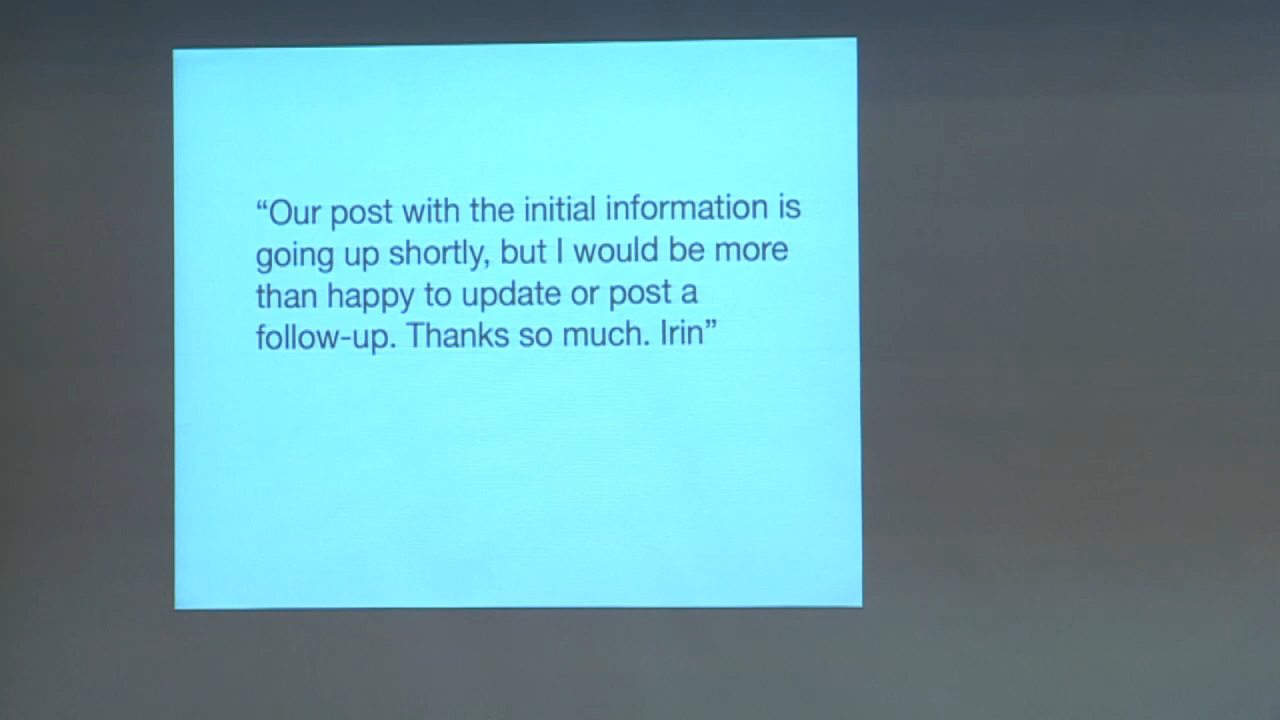 “Our post with the initial information is
going up shortly, but I would be more
than happy to update or post a
follow-up. Thanks so much. Irin”